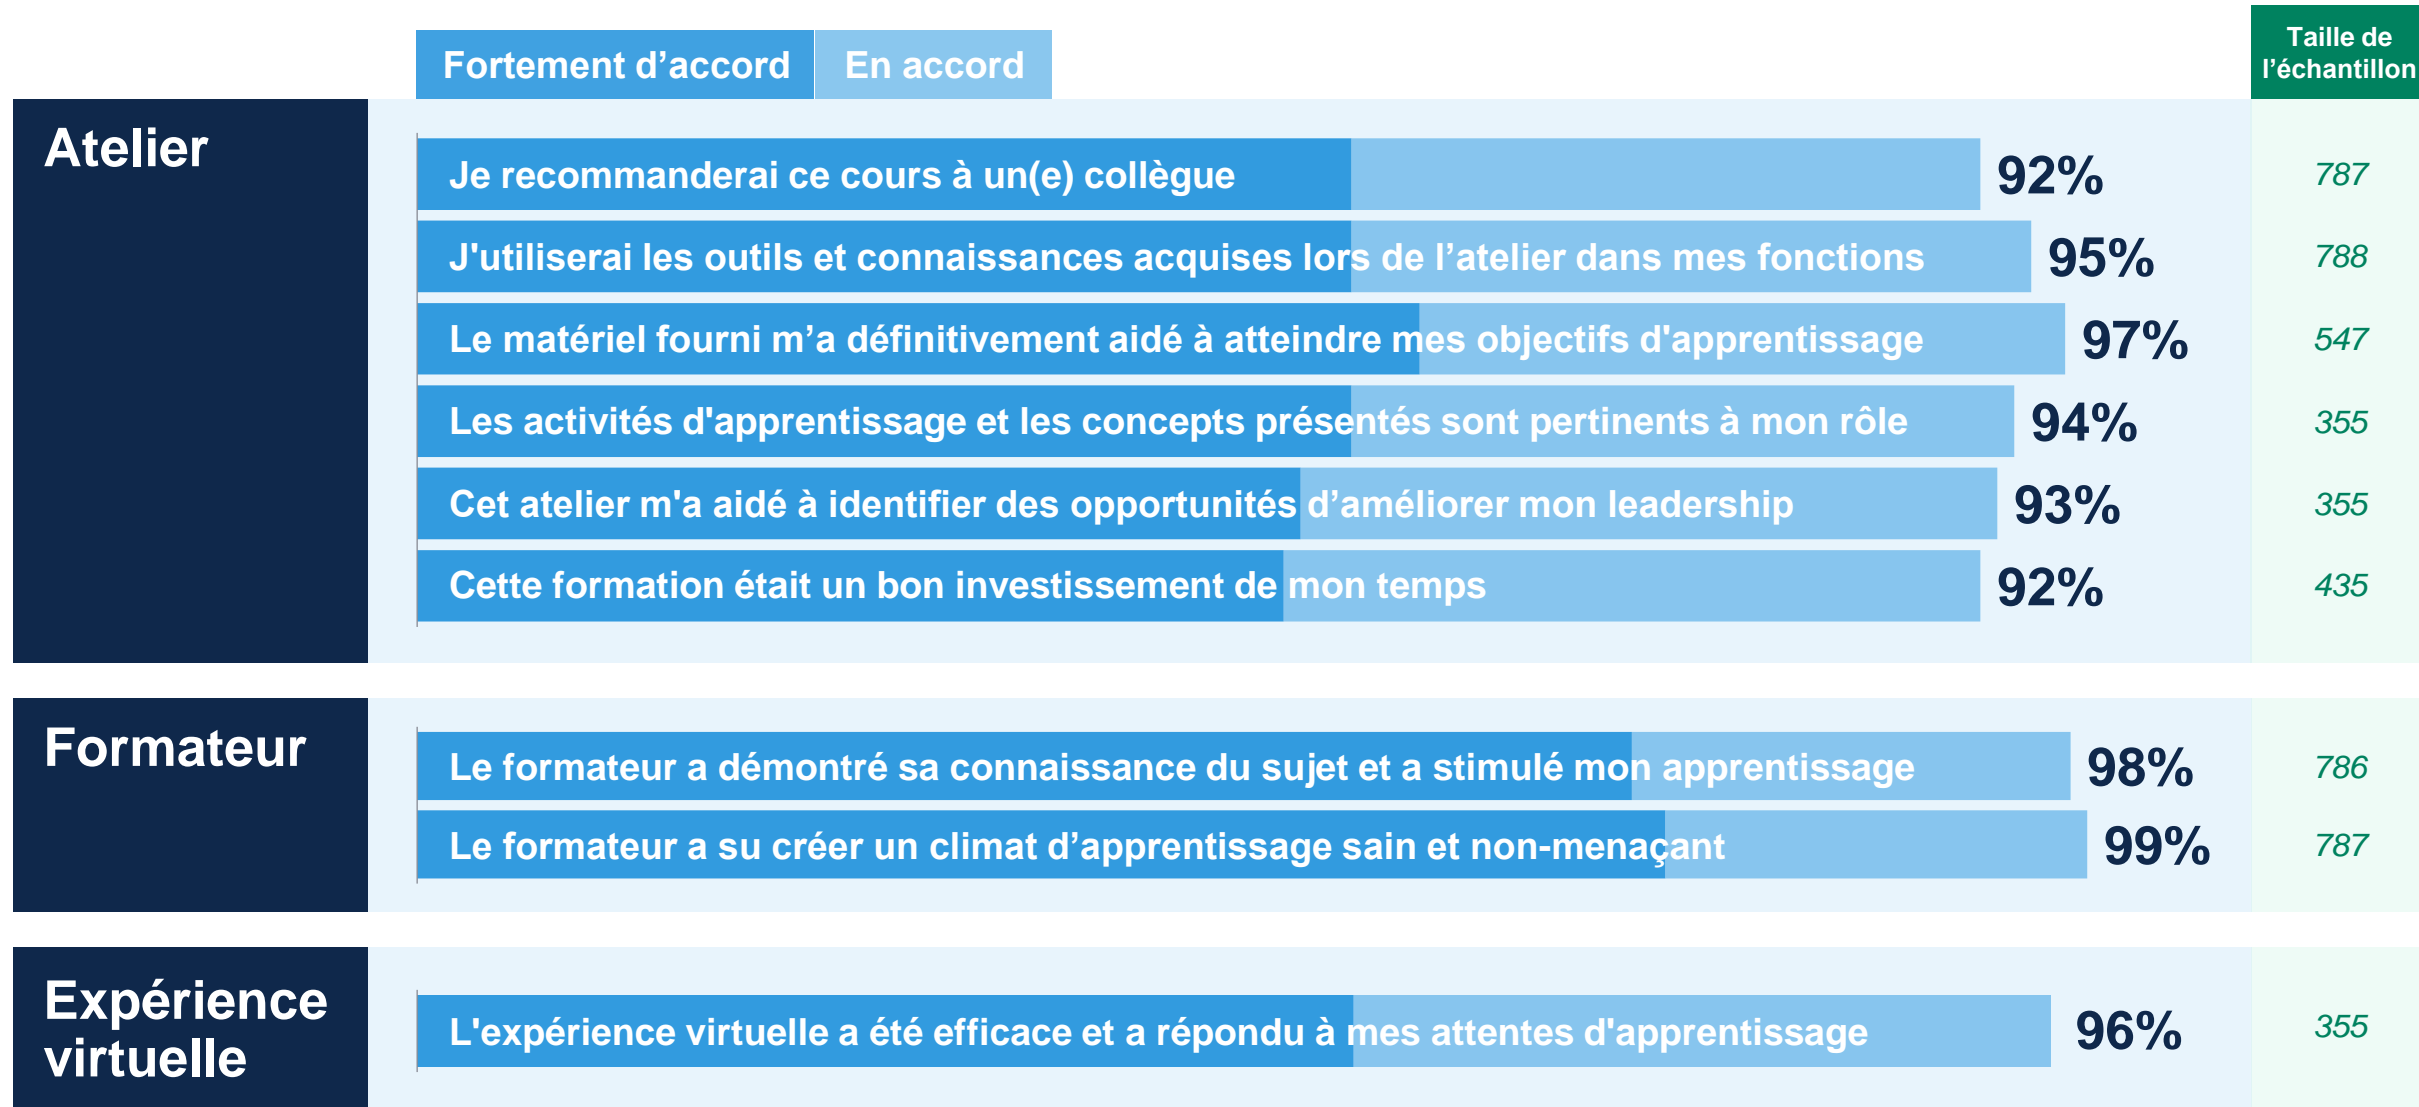 Fortement d’accord En accord Taille de
l’échantillon
Atelier
Je recommanderai ce cours à un(e) collègue 92% 787
J'utiliserai les outils et connaissances acquises lors de l’atelier dans mes fonctions 95% 788
Le matériel fourni m’a définitivement aidé à atteindre mes objectifs d'apprentissage 97% 547
Les activités d'apprentissage et les concepts présentés sont pertinents à mon rôle 94% 355
Cet atelier m'a aidé à identifier des opportunités d’améliorer mon leadership 93% 355
Cette formation était un bon investissement de mon temps 92% 435
Formateur
Le formateur a démontré sa connaissance du sujet et a stimulé mon apprentissage 98% 786
Le formateur a su créer un climat d’apprentissage sain et non-menaçant 99% 787
Expérience
virtuelle
L'expérience virtuelle a été efficace et a répondu à mes attentes d'apprentissage 96% 355